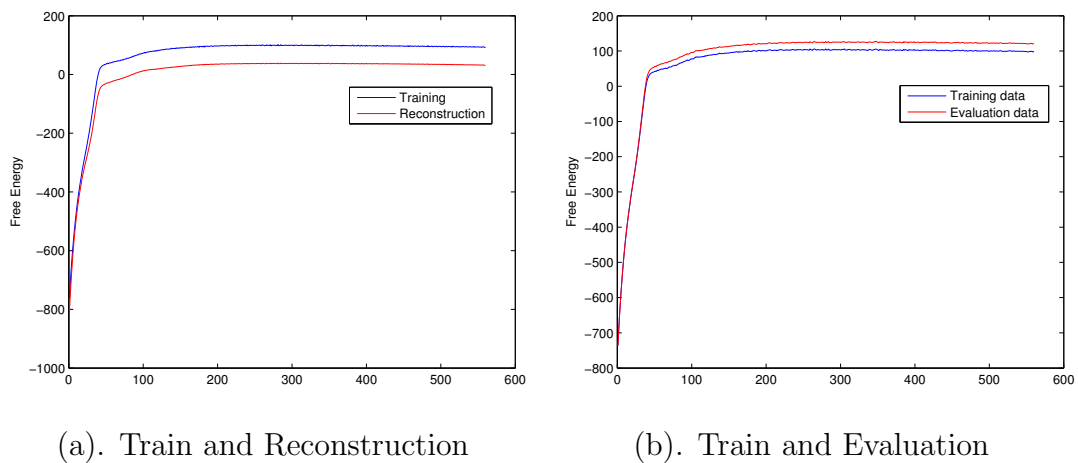 200
0
−200
−400
−600
−800
−1000
Free Energy
0 100 200 300 400 500 600
Training
Reconstruction
(a). Train and Reconstruction
200
100
0
−100
−200
−300
−400
−500
−600
−700
−800
Free Energy
0 100 200 300 400 500 600
Training data
Evaluation data
(b). Train and Evaluation